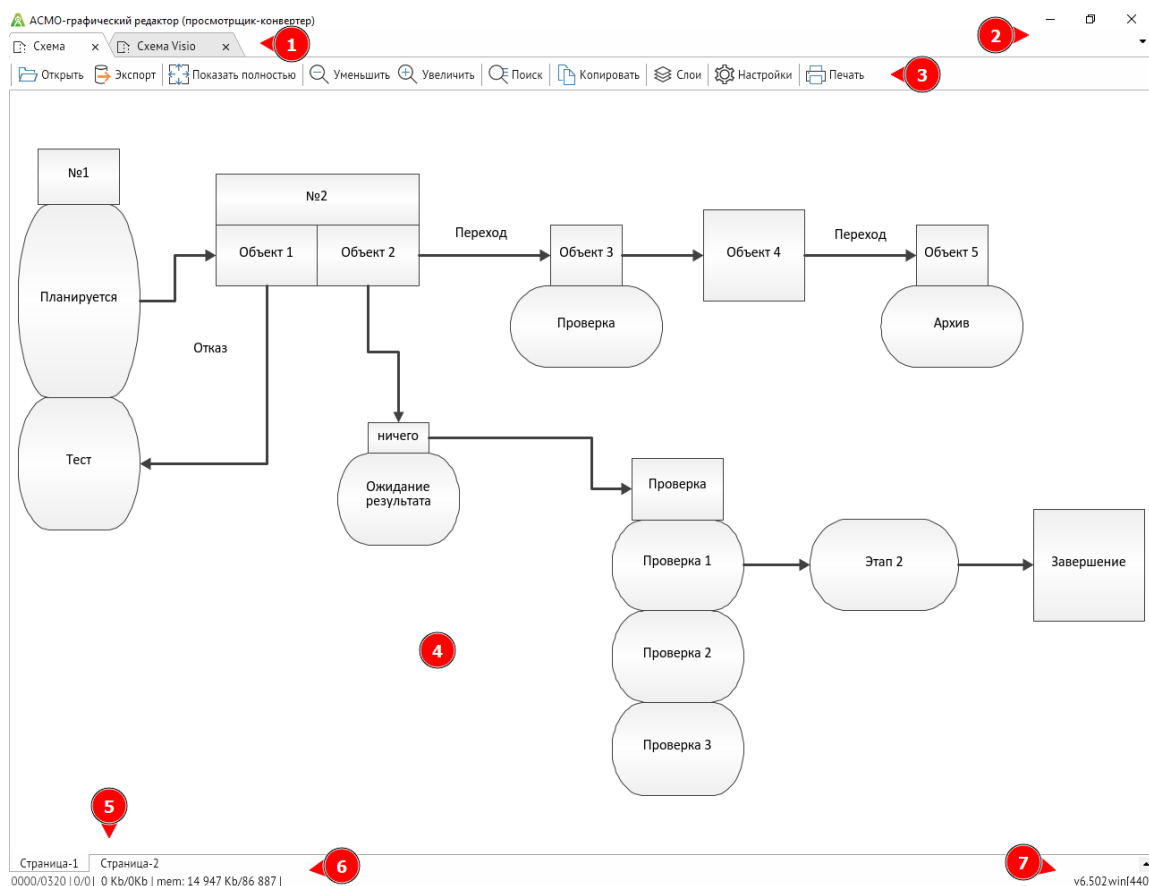 АСМО-графический редактор (просмотрщик-конвертер)
Схема x Схема Visio x
1
2
Открыть Экспорт Показать полностью Уменьшить Увеличить Поиск Копировать Слои Настройки Печать
3
№1
№2
Объект 1 Объект 2
Переход
Объект 3
Объект 4
Переход
Объект 5
Планируется
Проверка
Архив
Отказ
Тест
ничего
Ожидание
результата
Проверка
Проверка 1
Этап 2
Завершение
4
Проверка 2
Проверка 3
5
Страница-1 Страница-2
6
7
0000/0320 | 0/0 | 0 Kb/0Kb | mem: 14 947 Kb/86 887 |
v6.502win[440